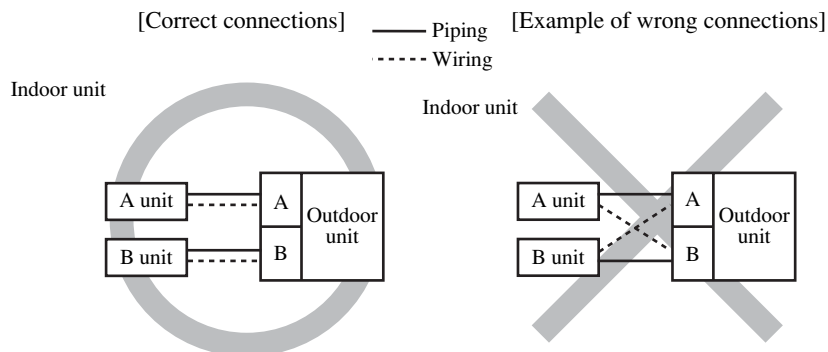 [Correct connections]
Piping
Wiring
[Example of wrong connections]
Indoor unit
A unit
B unit
A
B
Outdoor
unit
Indoor unit
A unit
B unit
A
B
Outdoor
unit